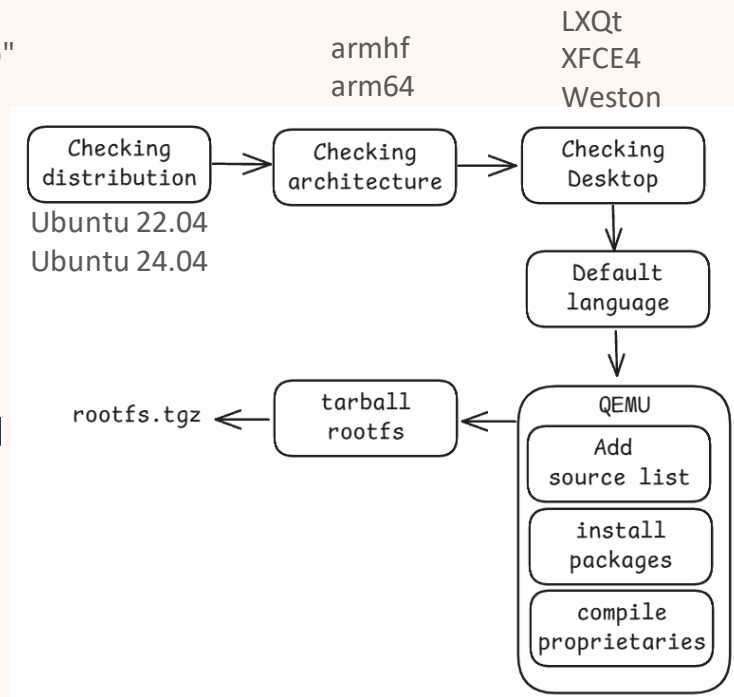 "
armhf
arm64
LXQt
XFCE4
Weston
Checking
distribution
Ubuntu 22.04
Ubuntu 24.04
Checking
architecture
Checking
Desktop
Default
language
QEMU
Add
source list
install
packages
compile
proprietaries
tarball
rootfs
rootfs.tgz